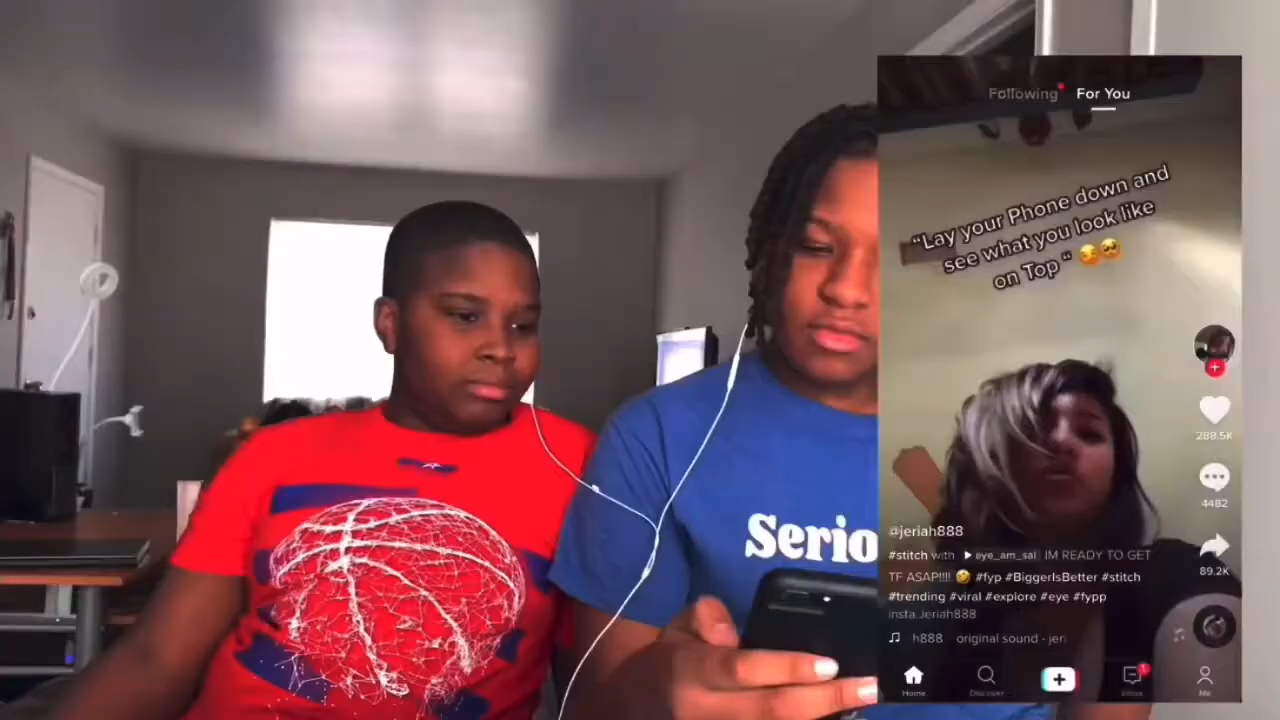 Following For You
“Lay your Phone down and
see what you look like
on Top “ 😏🥺
288.5K
4482
89.2K
@jeriah888
#stitch with ▶ eye_am_sai IM READY TO GET
TF ASAP!!!! 🤣 #fyp #BiggerIsBetter #stitch
#trending #viral #explore #eye #fypp
insta.Jeriah888
h888 original sound - jeri
Home Discover Inbox Me
1
Serio